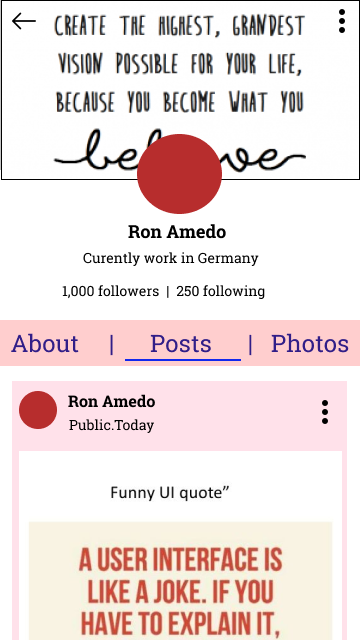 CREATE THE HIGHEST, GRANDEST
VISION POSSIBLE FOR YOUR LIFE,
BECAUSE YOU BECOME WHAT YOU
Ron Amedo
Curently work in Germany
1,000 followers | 250 following
About | Posts | Photos
Ron Amedo
Public.Today
Funny UI quote”
A USER INTERFACE IS
LIKE A JOKE. IF YOU
HAVE TO EXPLAIN IT,